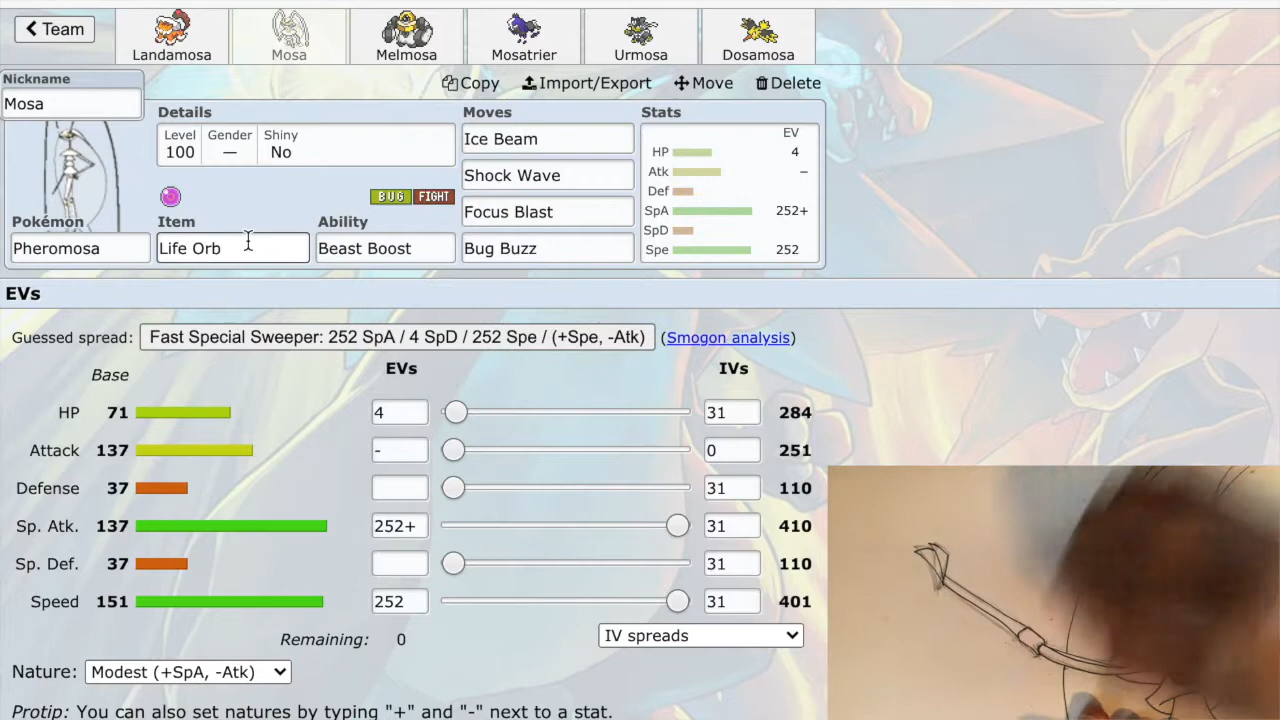 Team
Landamosa
Mosa
Melmosa
Mosatrier
Urmosa
Dosamosa
Nickname
Mosa
Copy
Import/Export
Move
Delete
Details
Level
100
Gender
—
Shiny
No
BUG
FIGHT
Pokémon
Pheromosa
Item
Life Orb
Ability
Beast Boost
Moves
Ice Beam
Shock Wave
Focus Blast
Bug Buzz
Stats
EV
HP 4
Atk –
Def
SpA 252+
SpD
Spe 252
EVs
Guessed spread: Fast Special Sweeper: 252 SpA / 4 SpD / 252 Spe / (+Spe, -Atk) (Smogon analysis)
Base EVs IVs
HP 71 4 31 284
Attack 137 - 0 251
Defense 37 31 110
Sp. Atk. 137 252+ 31 410
Sp. Def. 37 31 110
Speed 151 252 31 401
Remaining: 0 IV spreads
Nature: Modest (+SpA, -Atk)
Protip: You can also set natures by typing "+" and "-" next to a stat.